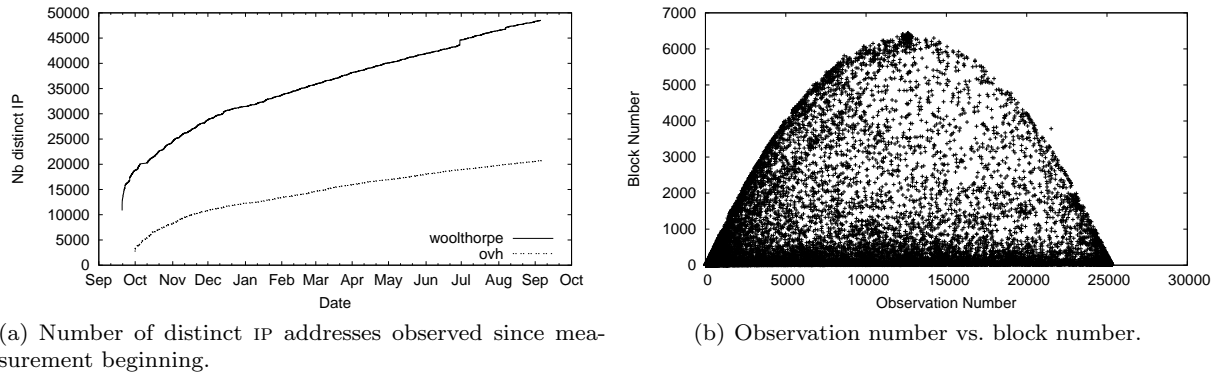 50000
45000
40000
35000
30000
25000
20000
15000
10000
5000
0
Nb distinct IP
Sep Oct Nov Dec Jan Feb Mar Apr May Jun Jul Aug Sep Oct
Date
woolthorpe
ovh
(a) Number of distinct IP addresses observed since mea-
surement beginning.
7000
6000
5000
4000
3000
2000
1000
0
Block Number
0 5000 10000 15000 20000 25000 30000
Observation Number
(b) Observation number vs. block number.